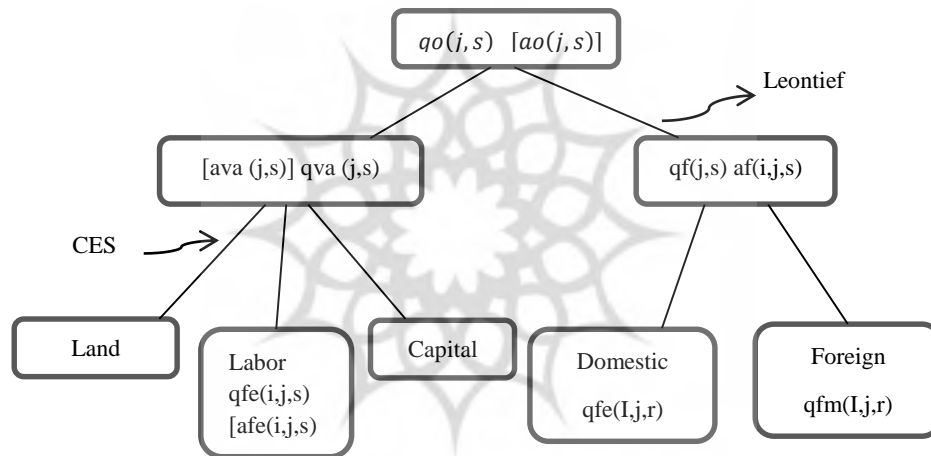 qo(j,s) [ao(j,s)]
Leontief
[ava (j,s)] qva (j,s)
qf(j,s) af(i,j,s)
CES
Land
Labor
qfe(i,j,s)
[afe(i,j,s)
Capital
Domestic
qfe(I,j,r)
Foreign
qfm(I,j,r)